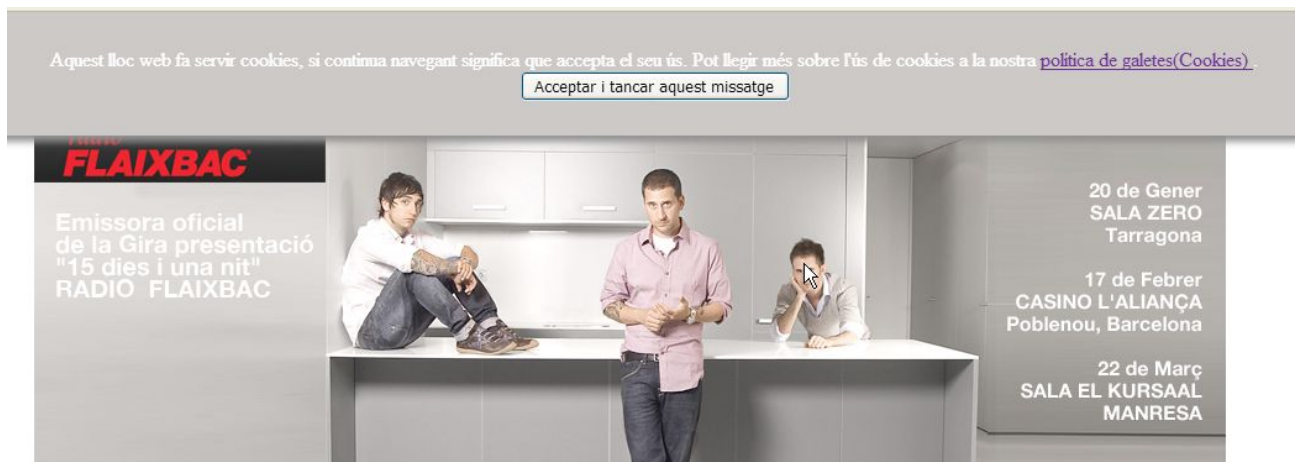 Aquest lloc web fa servir cookies, si continua navegant significa que accepta el seu ús. Pot llegir més sobre l'ús de cookies a la nostra política de galetes(Cookies) .
Acceptar i tancar aquest missatge
FLAIXBAC
Emissora oficial
de la Gira presentació
"15 dies i una nit"
RADIO FLAIXBAC
20 de Gener
SALA ZERO
Tarragona
17 de Febrer
CASINO L'ALIANÇA
Poblenou, Barcelona
22 de Març
SALA EL KURSAAL
MANRESA